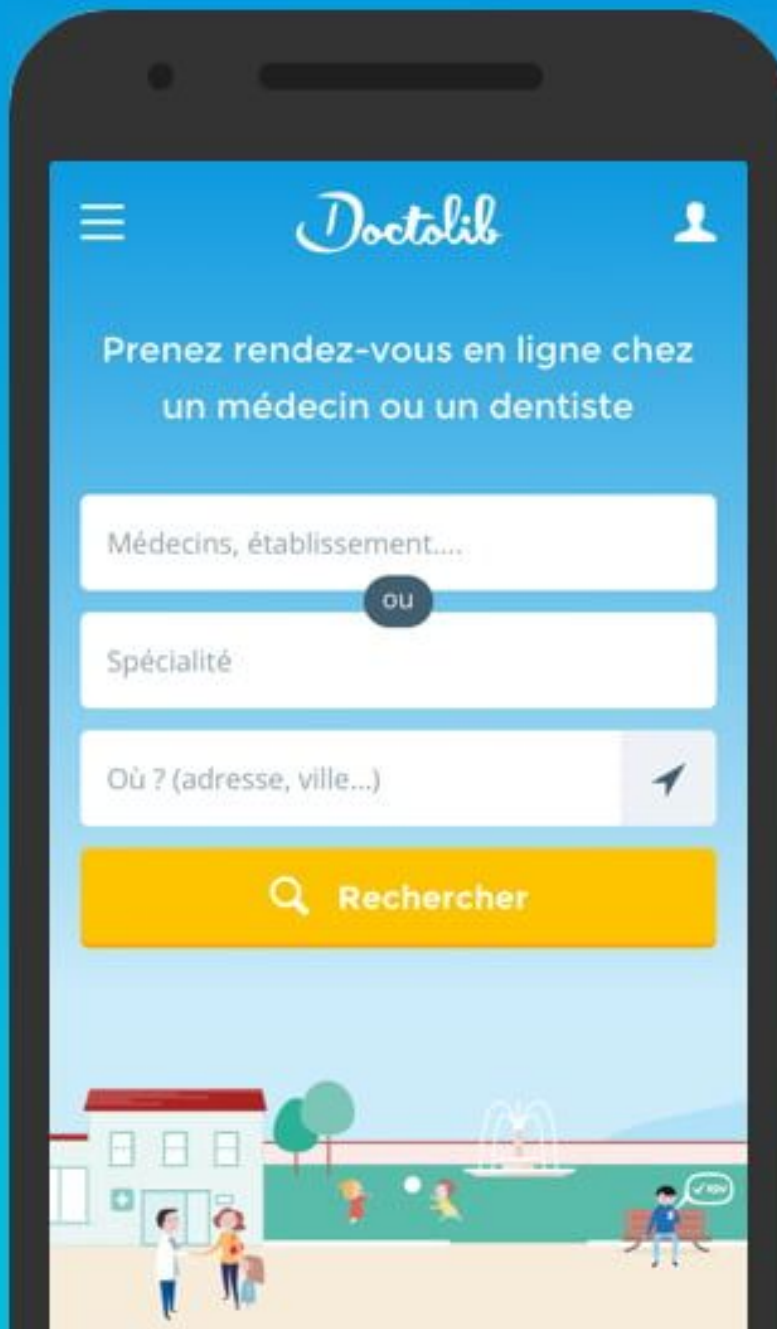 Doctolib
Prenez rendez-vous en ligne chez
un médecin ou un dentiste
Médecins, établissement....
ou
Spécialité
Où ? (adresse, ville...)
Rechercher
RDV